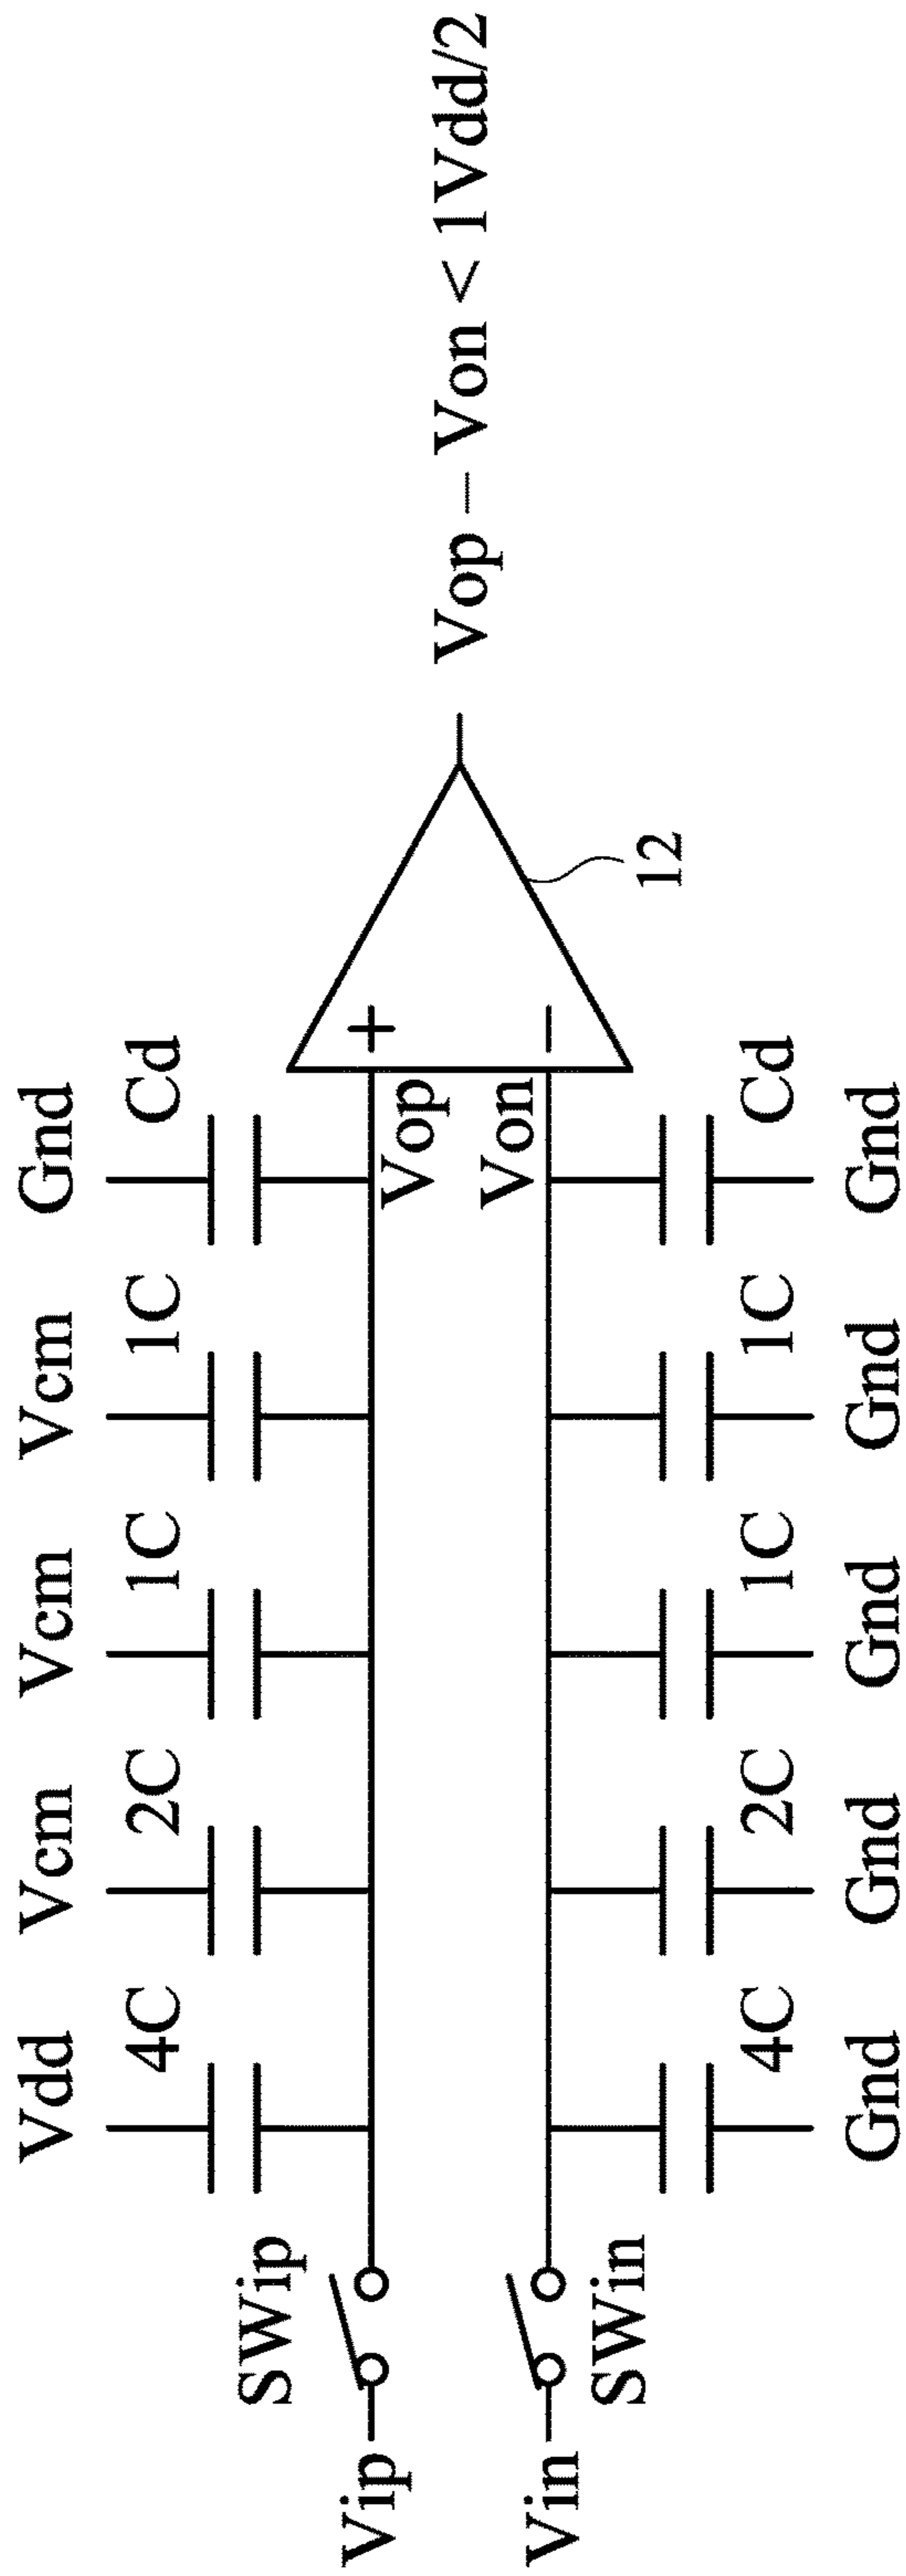 Vdd Vcm Vcm Vcm Gnd
4C 2C 1C 1C Cd
SWip
Vip
+
Vop
Vop – Von < 1Vdd/2
Von
−
Vin
SWin
12
4C 2C 1C 1C Cd
Gnd Gnd Gnd Gnd Gnd